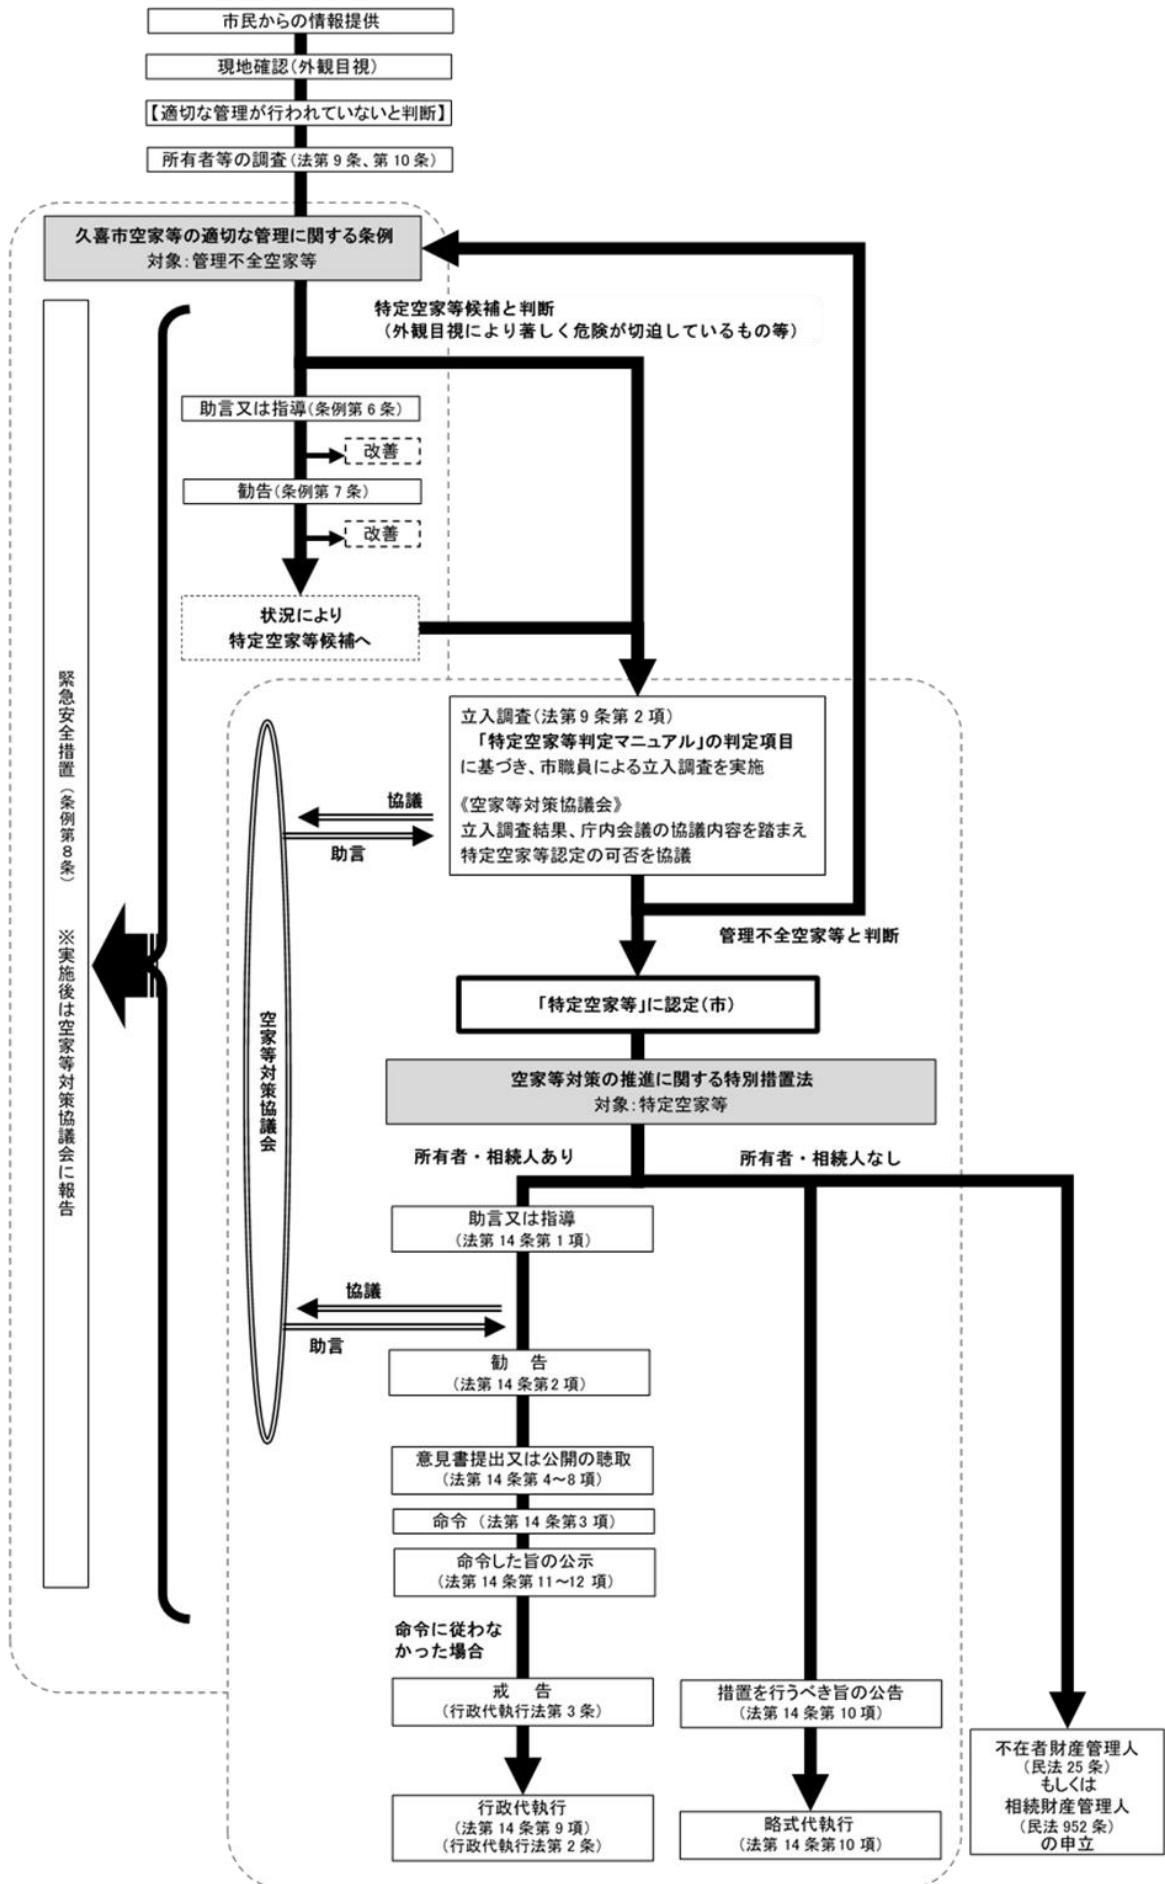 市民からの情報提供
現地確認(外観目視)
【適切な管理が行われていないと判断】
所有者等の調査(法第9条、第10条)
久喜市空家等の適切な管理に関する条例
対象:管理不全空家等
特定空家等候補と判断
(外観目視により著しく危険が切迫しているもの等)
助言又は指導(条例第6条)
改善
勧告(条例第7条)
改善
状況により
特定空家等候補へ
緊急安全措置(条例第8条) ※実施後は空家等対策協議会に報告
立入調査(法第9条第2項)
「特定空家等判定マニュアル」の判定項目
に基づき、市職員による立入調査を実施
《空家等対策協議会》
立入調査結果、庁内会議の協議内容を踏まえ
特定空家等認定の可否を協議
協議
助言
管理不全空家等と判断
空家等対策協議会
「特定空家等」に認定(市)
空家等対策の推進に関する特別措置法
対象:特定空家等
所有者・相続人あり
所有者・相続人なし
助言又は指導
(法第14条第1項)
協議
助言
勧 告
(法第14条第2項)
意見書提出又は公開の聴取
(法第14条第4~8項)
命令 (法第14条第3項)
命令した旨の公示
(法第14条第11~12項)
命令に従わな
かった場合
戒 告
(行政代執行法第3条)
行政代執行
(法第14条第9項)
(行政代執行法第2条)
措置を行うべき旨の公告
(法第14条第10項)
略式代執行
(法第14条第10項)
不在者財産管理人
(民法25条)
もしくは
相続財産管理人
(民法952条)
の申立